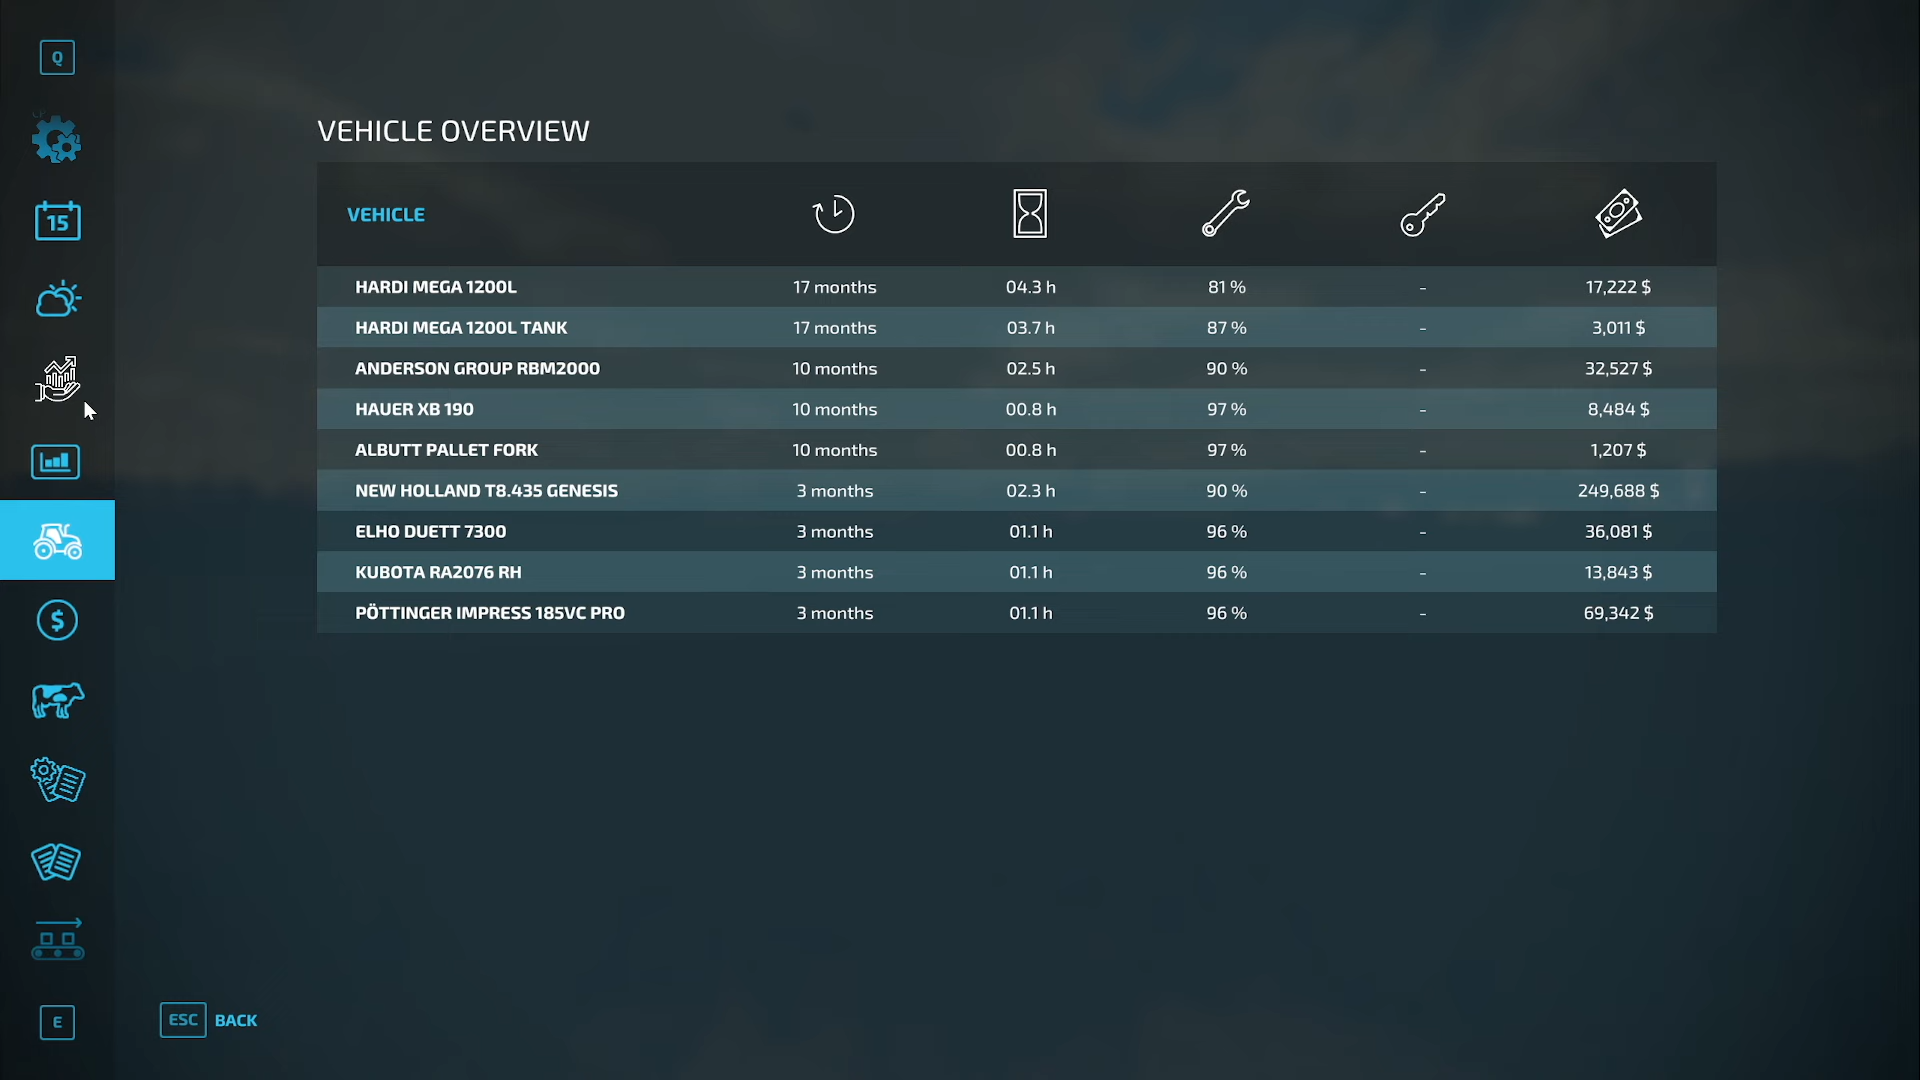 Q
15
VEHICLE OVERVIEW
VEHICLE
HARDI MEGA 1200L 17 months 04.3 h 81 % - 17,222 $
HARDI MEGA 1200L TANK 17 months 03.7 h 87 % - 3,011 $
ANDERSON GROUP RBM2000 10 months 02.5 h 90 % - 32,527 $
HAUER XB 190 10 months 00.8 h 97 % - 8,484 $
ALBUTT PALLET FORK 10 months 00.8 h 97 % - 1,207 $
NEW HOLLAND T8.435 GENESIS 3 months 02.3 h 90 % - 249,688 $
ELHO DUETT 7300 3 months 01.1 h 96 % - 36,081 $
KUBOTA RA2076 RH 3 months 01.1 h 96 % - 13,843 $
PÖTTINGER IMPRESS 185VC PRO 3 months 01.1 h 96 % - 69,342 $
$
E
ESC BACK